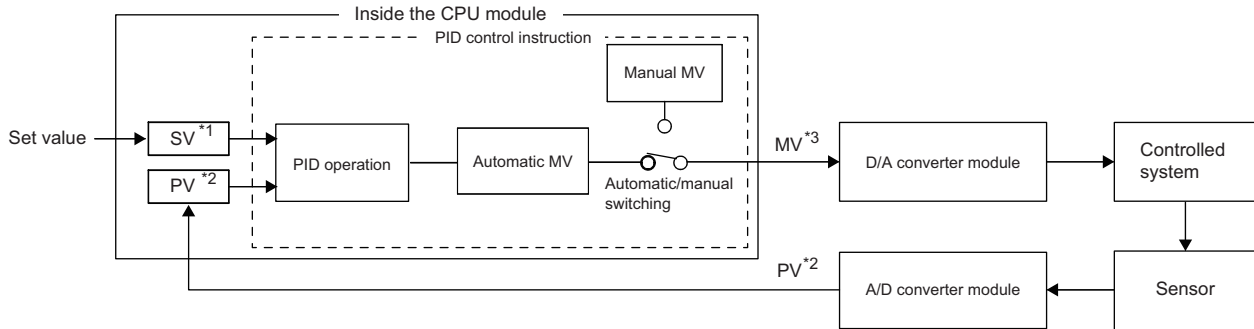 Inside the CPU module
PID control instruction
Manual MV
Set value
SV*1
PV*2
PID operation
Automatic MV
Automatic/manual
switching
MV*3
D/A converter module
Controlled
system
PV*2
A/D converter module
Sensor